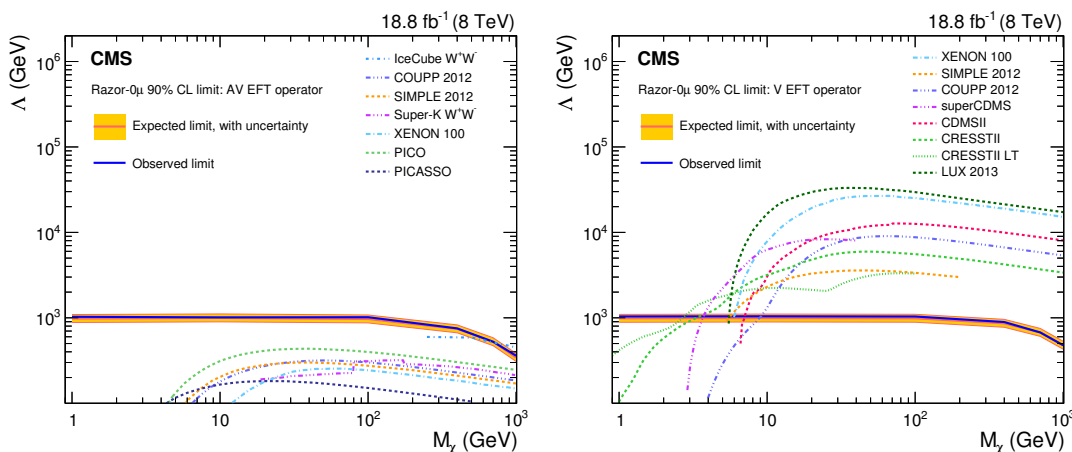 18.8 fb⁻¹ (8 TeV)
CMS
Razor-0μ 90% CL limit: AV EFT operator
Expected limit, with uncertainty
Observed limit
IceCube W⁺W⁻
COUPP 2012
SIMPLE 2012
Super-K W⁺W⁻
XENON 100
PICO
PICASSO
Λ (GeV)
10⁶
10⁵
10⁴
10³
1 10 10² 10³
M_χ (GeV)
18.8 fb⁻¹ (8 TeV)
CMS
Razor-0μ 90% CL limit: V EFT operator
Expected limit, with uncertainty
Observed limit
XENON 100
SIMPLE 2012
COUPP 2012
superCDMS
CDMSII
CRESSTII
CRESSTII LT
LUX 2013
Λ (GeV)
10⁶
10⁵
10⁴
10³
1 10 10² 10³
M_χ (GeV)